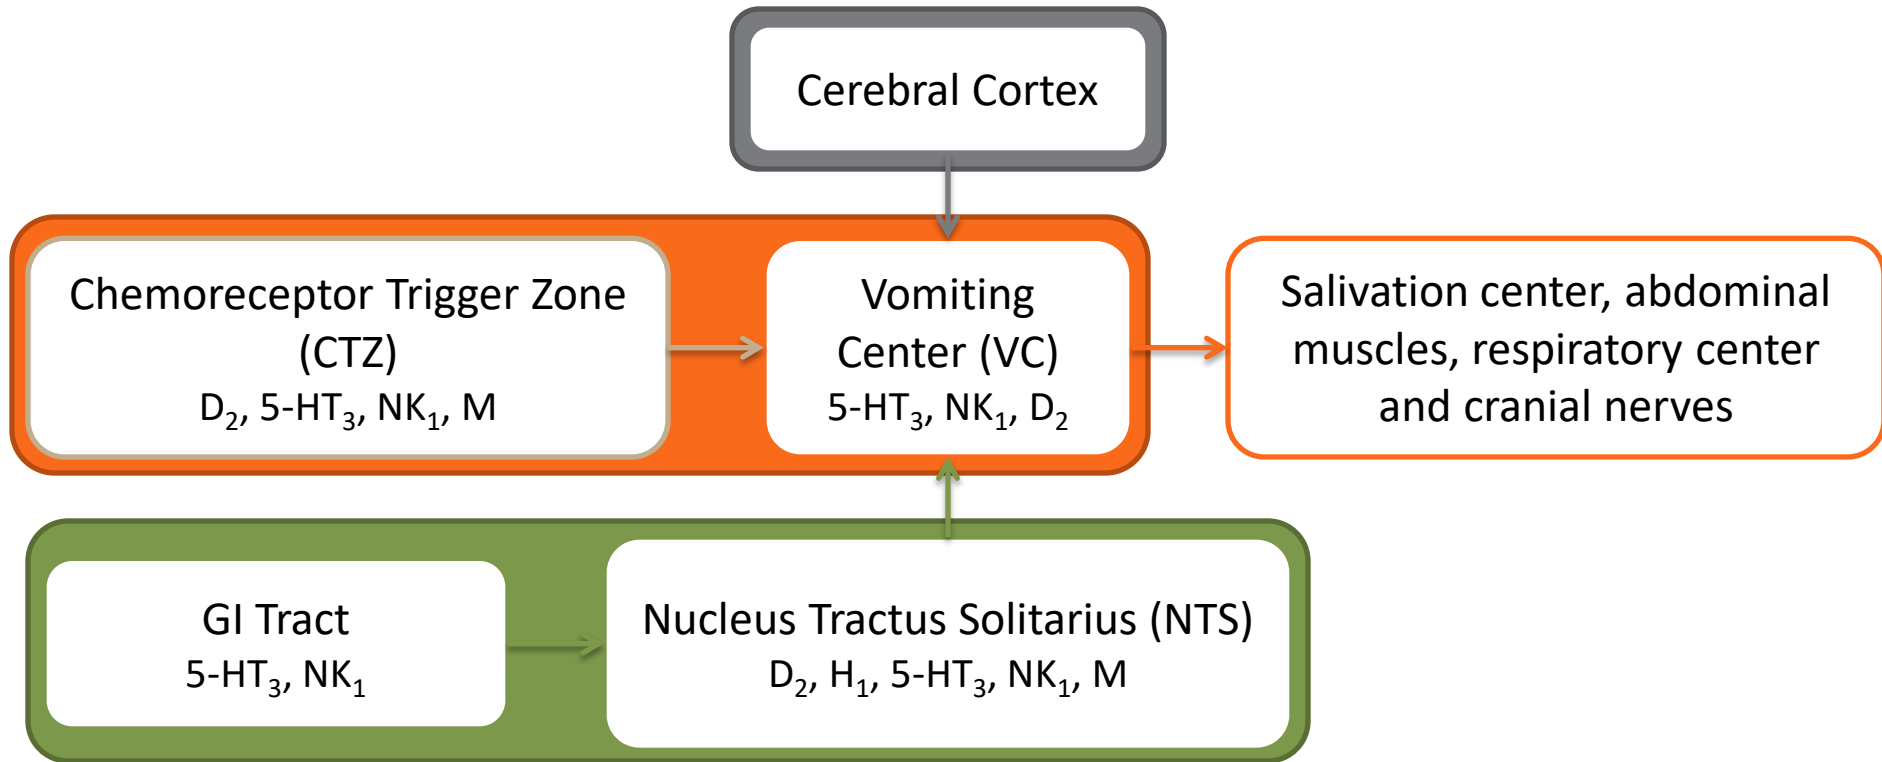 Cerebral Cortex
Chemoreceptor Trigger Zone
(CTZ)
D₂, 5-HT₃, NK₁, M
Vomiting
Center (VC)
5-HT₃, NK₁, D₂
Salivation center, abdominal
muscles, respiratory center
and cranial nerves
GI Tract
5-HT₃, NK₁
Nucleus Tractus Solitarius (NTS)
D₂, H₁, 5-HT₃, NK₁, M